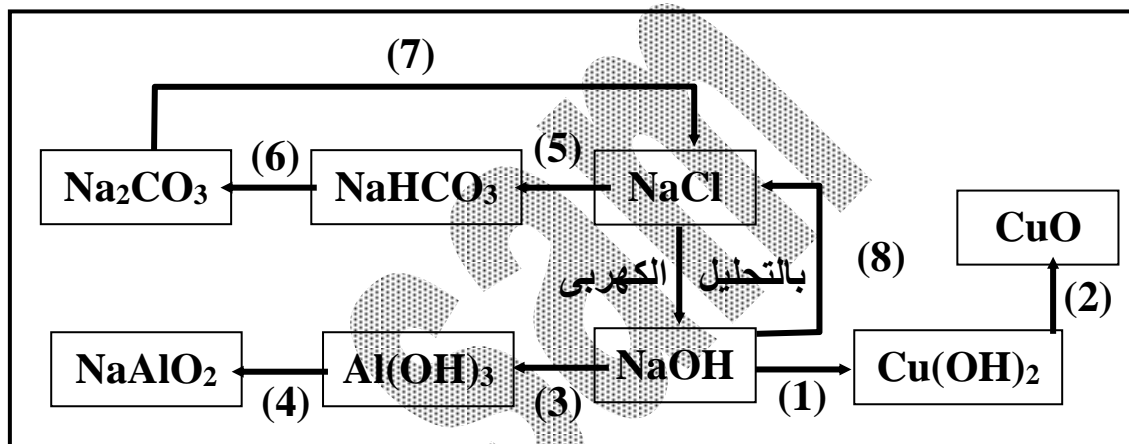 (7)
Na₂CO₃ (6) NaHCO₃ (5) NaCl
CuO
بالتحليل الكهربى
(8)
(2)
NaAlO₂ (4) Al(OH)₃ (3) NaOH (1) Cu(OH)₂